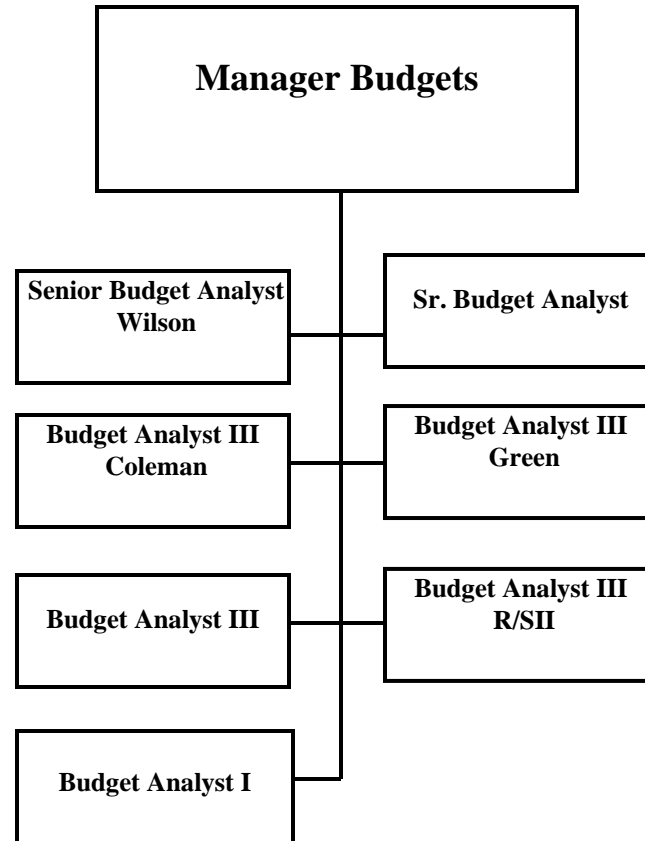 Manager Budgets
Senior Budget Analyst
Wilson
Sr. Budget Analyst
Budget Analyst III
Coleman
Budget Analyst III
Green
Budget Analyst III
Budget Analyst III
R/SII
Budget Analyst I